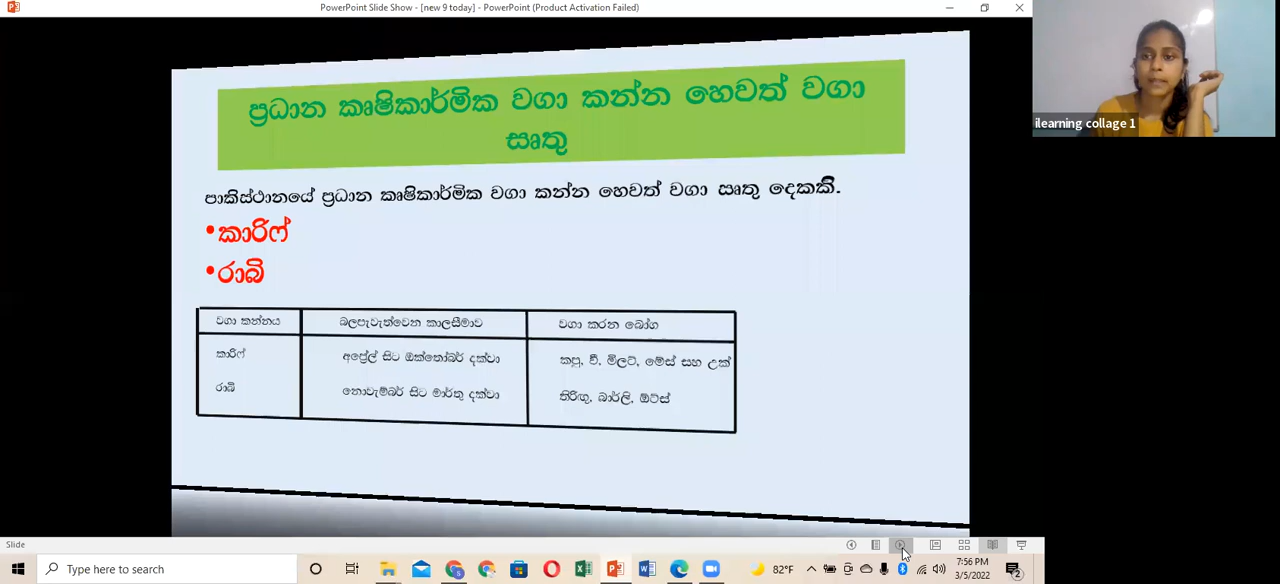 PowerPoint Slide Show - [new 9 today] - PowerPoint (Product Activation Failed)
ප්‍රධාන කෘෂිකාර්මික වගා කන්න හෙවත් වගා
සෘතු
පාකිස්ථානයේ ප්‍රධාන කෘෂිකාර්මික වගා කන්න හෙවත් වගා සෘතු දෙකකි.
•කාරිෆ්
•රාබි
වගා කන්නය බලපැවැත්වෙන කාලසීමාව වගා කරන බෝග
කාරිෆ් අප්‍රේල් සිට ඔක්තෝබර් දක්වා කපු, වී, මිලට්, මේස් සහ උක්
රාබි නොවැම්බර් සිට මාර්තු දක්වා තිරිඟු, බාර්ලි, ඕට්ස්
ilearning collage 1
Slide
Type here to search
82°F
7:56 PM
3/5/2022
2